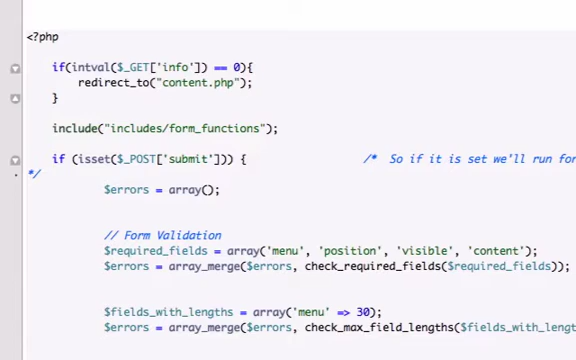 <?php
if(intval($_GET['info']) == 0){
redirect_to("content.php");
}
include("includes/form_functions");
if (isset($_POST['submit'])) { /* So if it is set we'll run for
*/
$errors = array();
// Form Validation
$required_fields = array('menu', 'position', 'visible', 'content');
$errors = array_merge($errors, check_required_fields($required_fields));
$fields_with_lengths = array('menu' => 30);
$errors = array_merge($errors, check_max_field_lengths($fields_with_leng